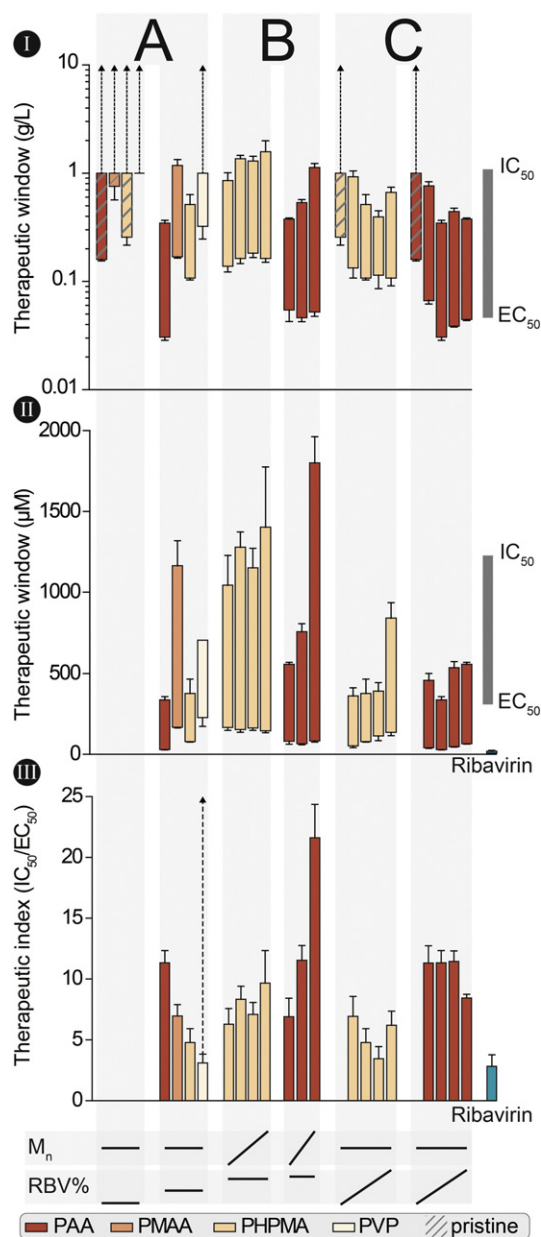 A B C
I
Therapeutic window (g/L)
10
1
0.1
0.01
IC50
EC50
II
Therapeutic window (µM)
2000
1500
1000
500
0
IC50
EC50
Ribavirin
III
Therapeutic index (IC50/EC50)
25
20
15
10
5
0
Ribavirin
Mn
RBV%
PAA PMAA PHPMA PVP pristine